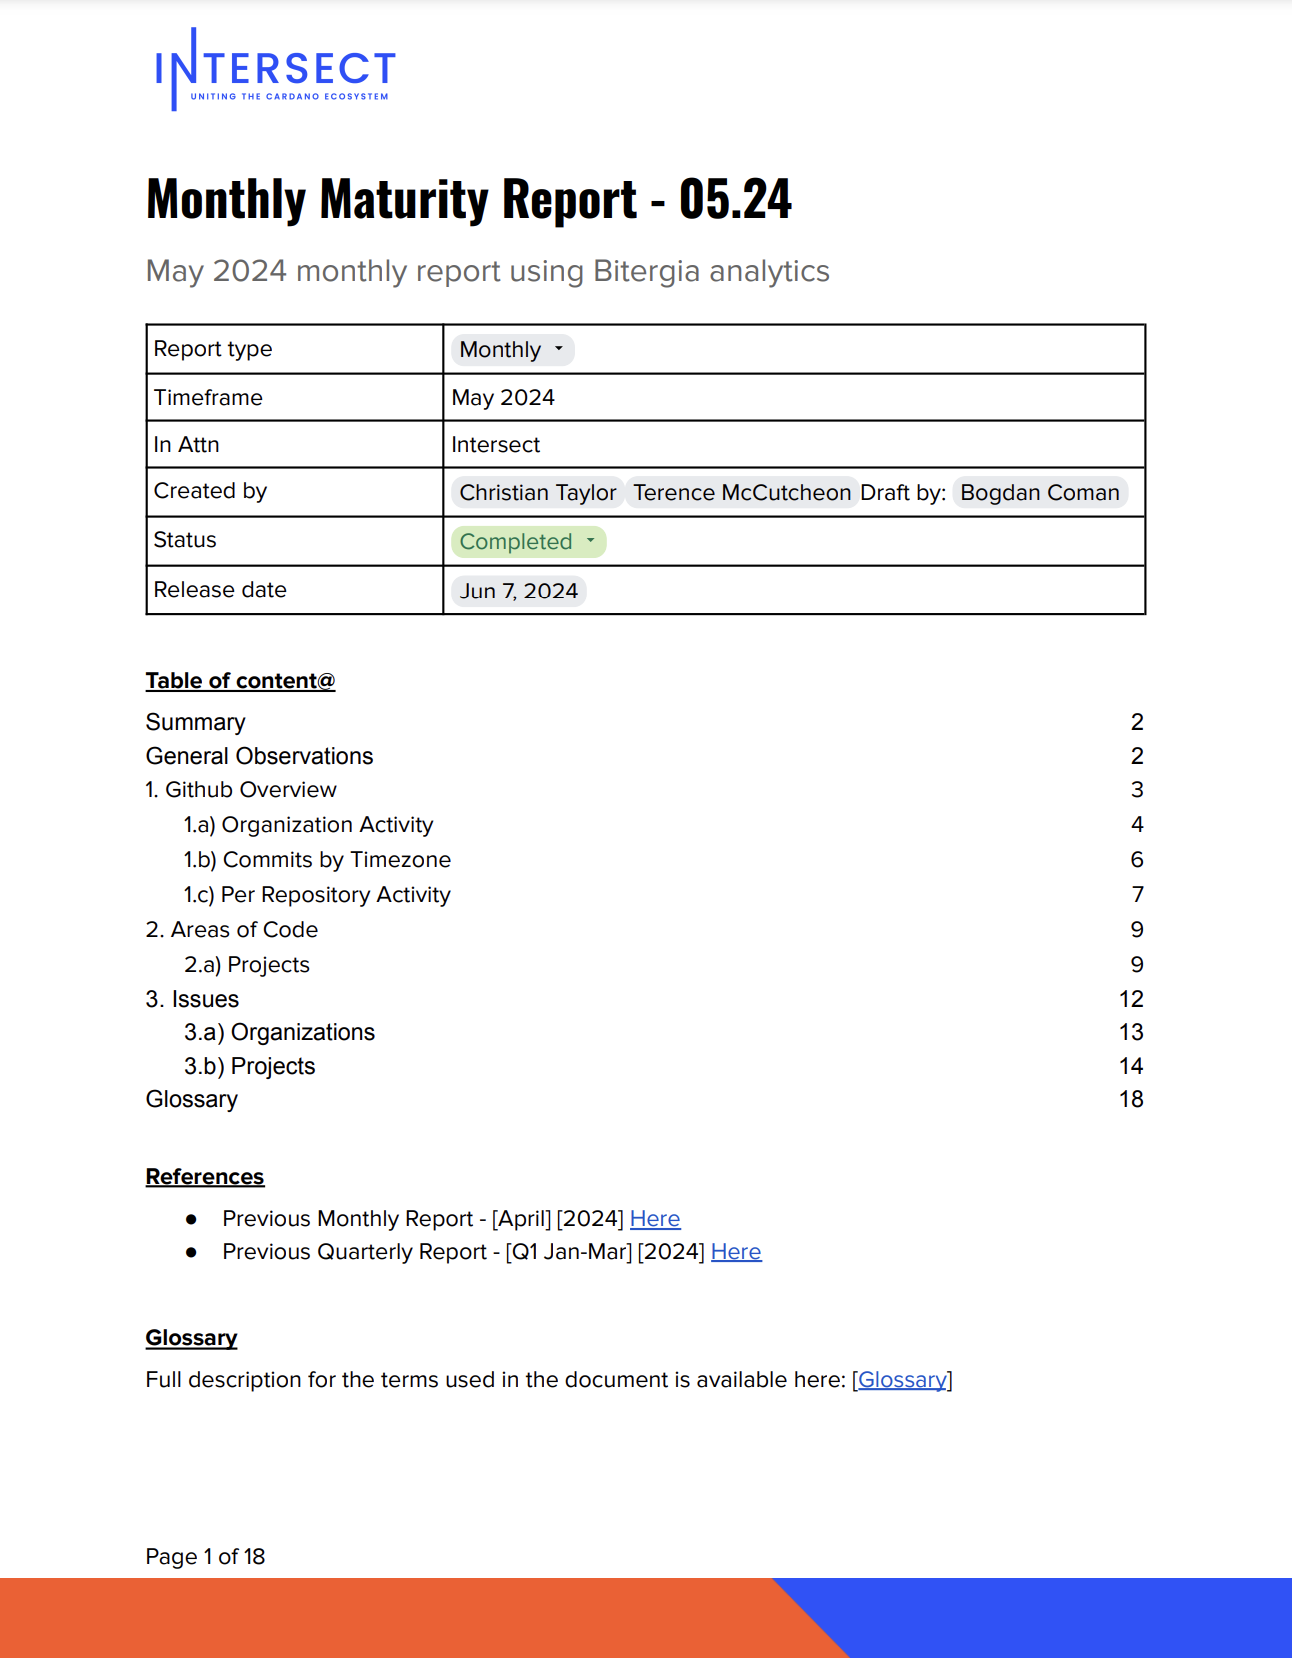 INTERSECT
UNITING THE CARDANO ECOSYSTEM
Monthly Maturity Report - 05.24
May 2024 monthly report using Bitergia analytics
Report type Monthly
Timeframe May 2024
In Attn Intersect
Created by Christian Taylor Terence McCutcheon Draft by: Bogdan Coman
Status Completed
Release date Jun 7, 2024
Table of content@
Summary 2
General Observations 2
1. Github Overview 3
1.a) Organization Activity 4
1.b) Commits by Timezone 6
1.c) Per Repository Activity 7
2. Areas of Code 9
2.a) Projects 9
3. Issues 12
3.a) Organizations 13
3.b) Projects 14
Glossary 18
References
● Previous Monthly Report - [April] [2024] Here
● Previous Quarterly Report - [Q1 Jan-Mar] [2024] Here
Glossary
Full description for the terms used in the document is available here: [Glossary]
Page 1 of 18